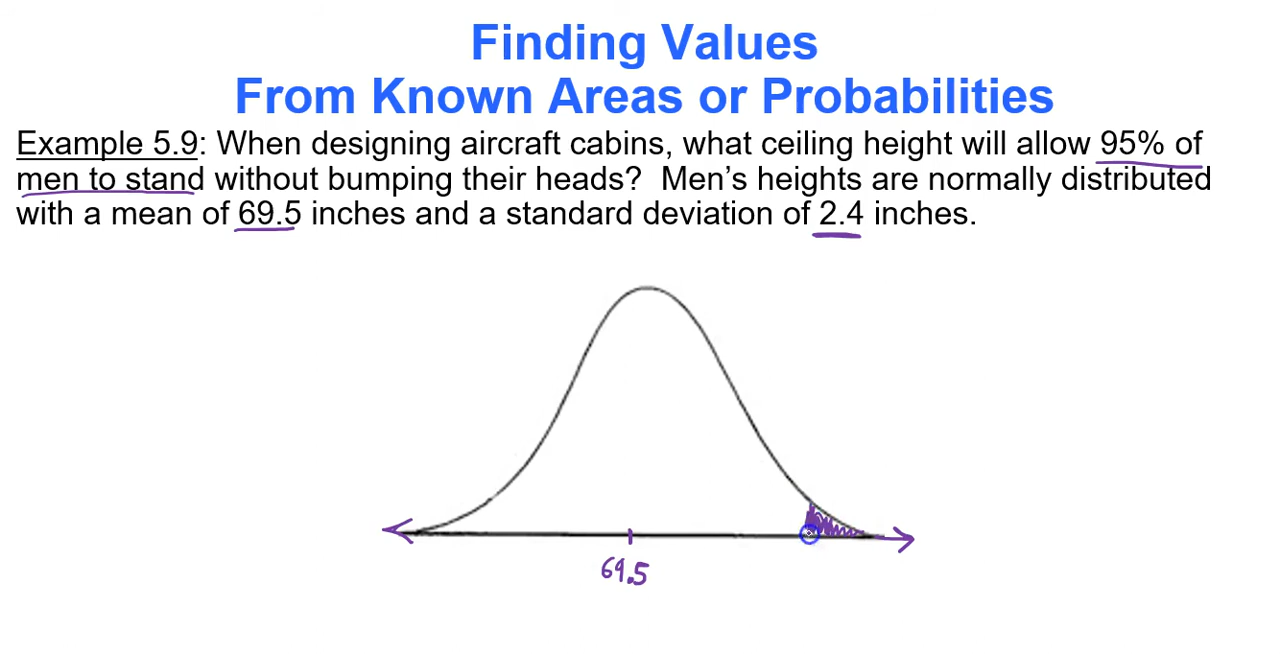 Finding Values
From Known Areas or Probabilities
Example 5.9: When designing aircraft cabins, what ceiling height will allow 95% of
men to stand without bumping their heads?  Men’s heights are normally distributed
with a mean of 69.5 inches and a standard deviation of 2.4 inches.
69.5